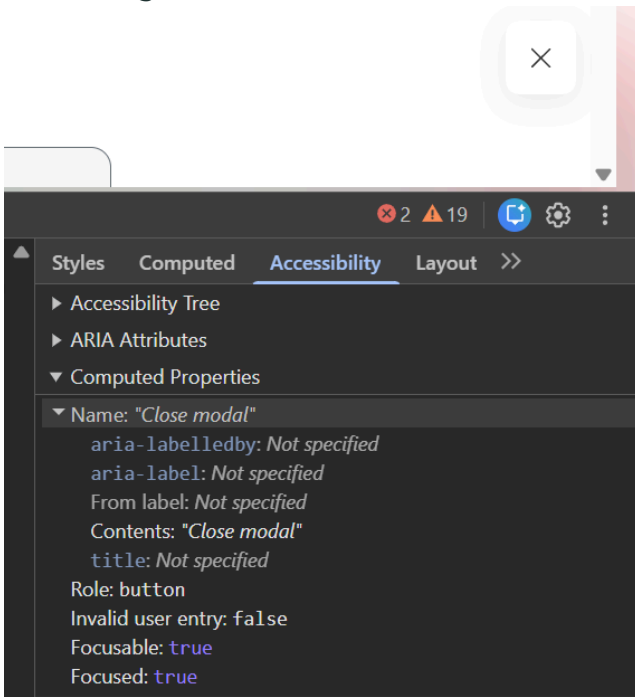 2 19
Styles Computed Accessibility Layout
Accessibility Tree
ARIA Attributes
Computed Properties
Name: "Close modal"
aria-labelledby: Not specified
aria-label: Not specified
From label: Not specified
Contents: "Close modal"
title: Not specified
Role: button
Invalid user entry: false
Focusable: true
Focused: true